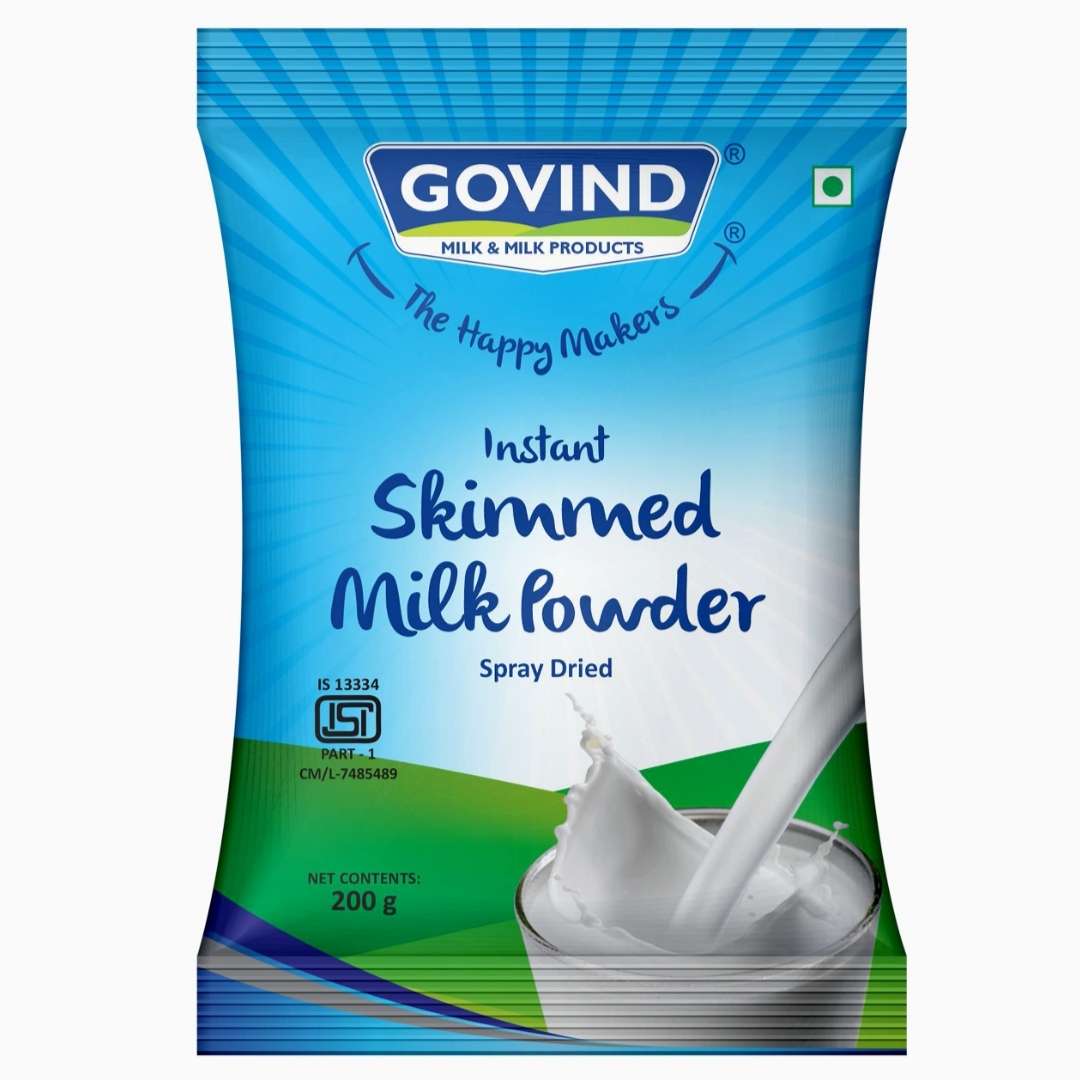 GOVIND
®
MILK & MILK PRODUCTS
®
The Happy Makers
Instant
Skimmed
Milk Powder
Spray Dried
IS 13334
ISI
PART - 1
CM/L-7485489
NET CONTENTS:
200 g